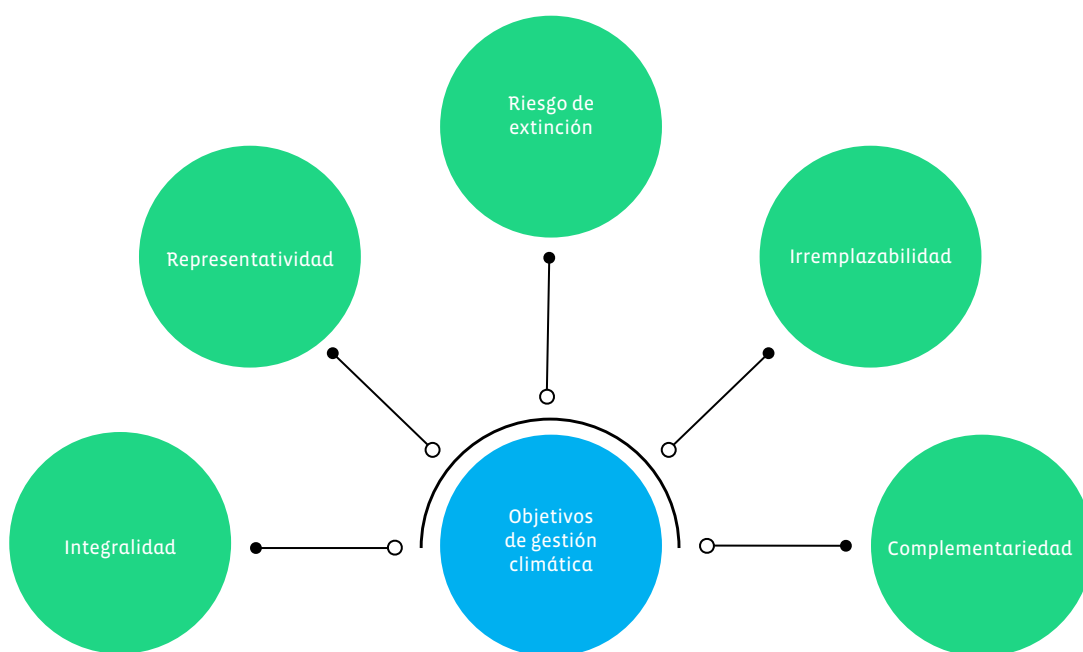 Riesgo de
extinción
Representatividad
Irremplazabilidad
Integralidad
Objetivos
de gestión
climática
Complementariedad